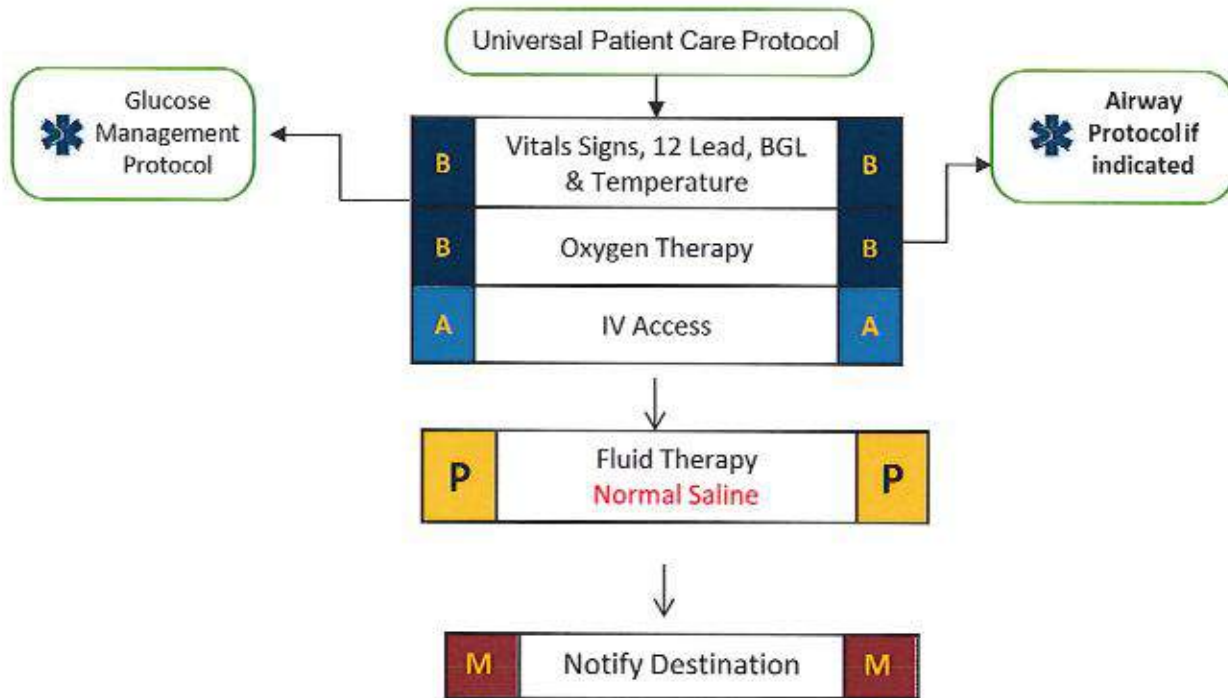 Universal Patient Care Protocol
Glucose
Management
Protocol
Airway
Protocol if
indicated
B
Vitals Signs, 12 Lead, BGL
& Temperature
B
B
Oxygen Therapy
B
A
IV Access
A
P
Fluid Therapy
Normal Saline
P
M
Notify Destination
M